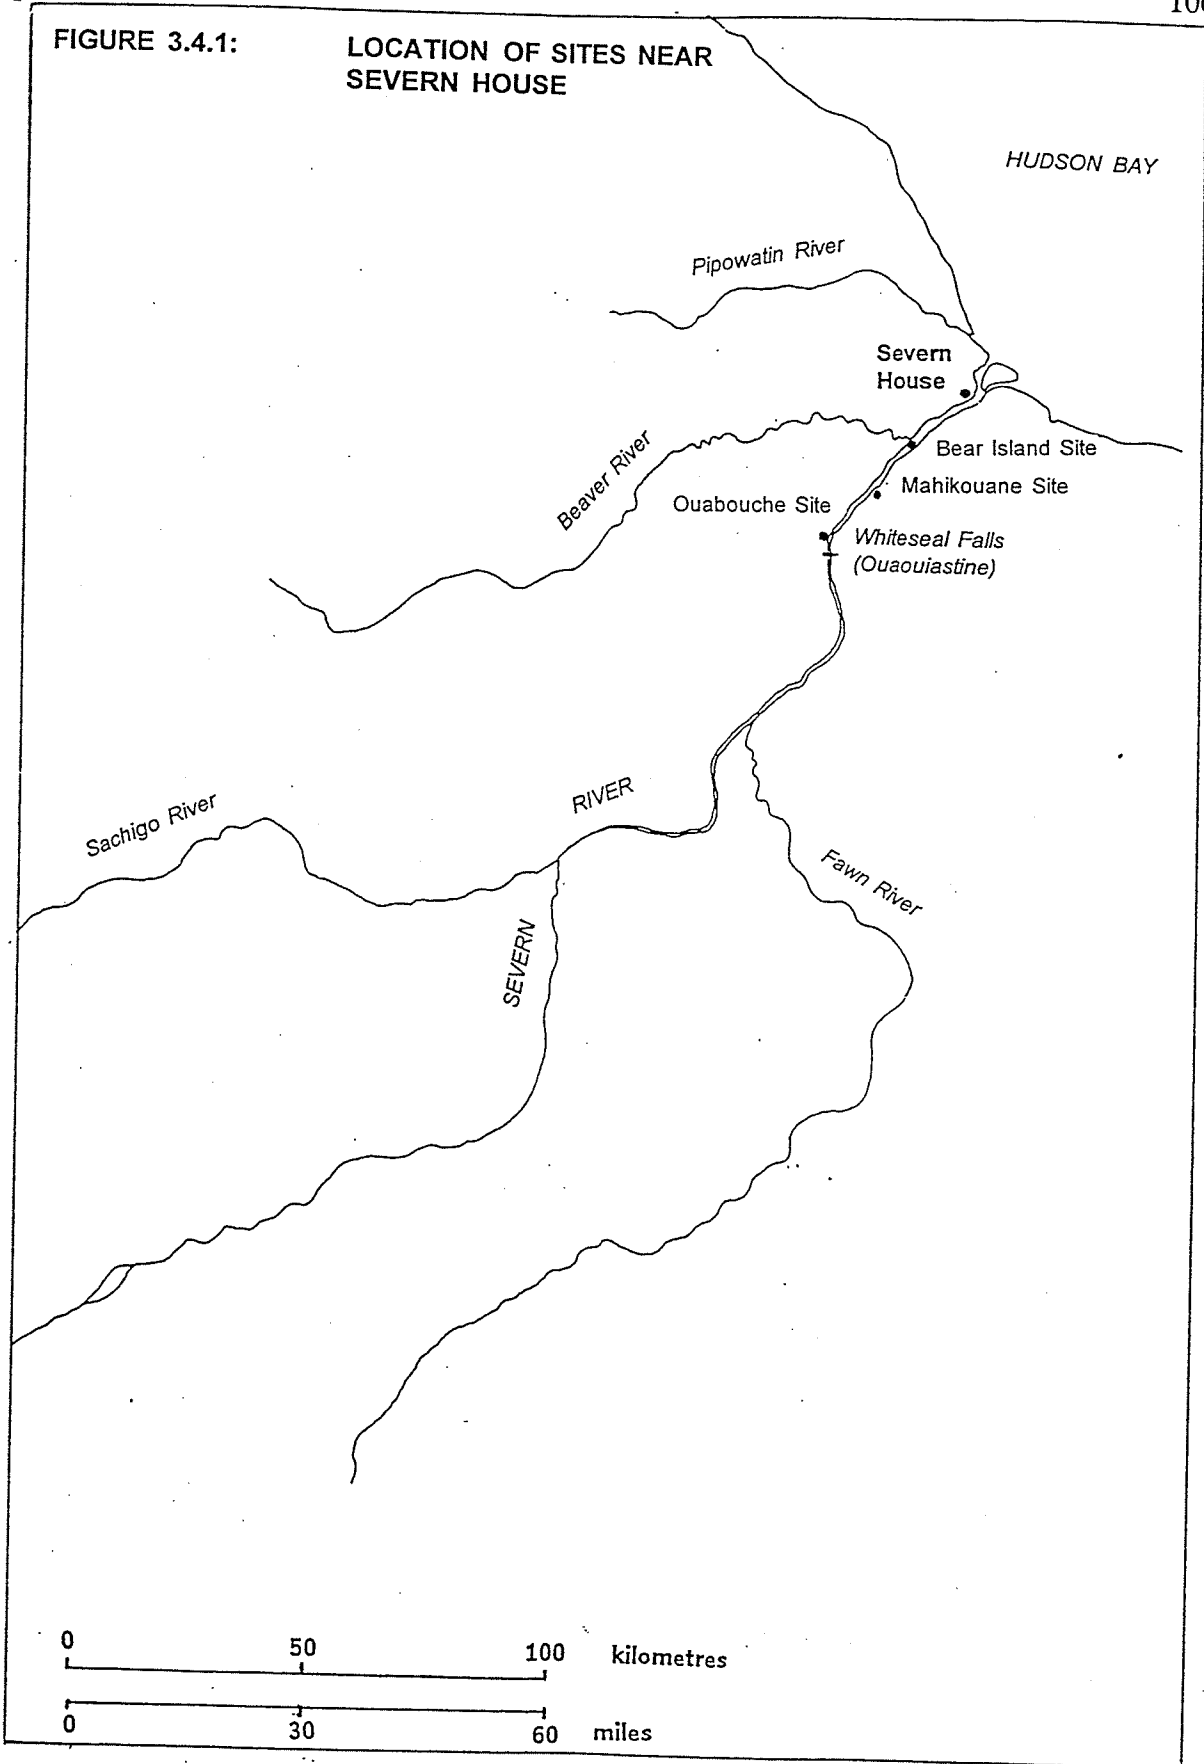 FIGURE 3.4.1:
LOCATION OF SITES NEAR
SEVERN HOUSE
HUDSON BAY
Pipowatin River
Severn
House
Beaver River
Bear Island Site
Mahikouane Site
Ouabouche Site
Whiteseal Falls
(Ouaouiastine)
RIVER
Sachigo River
Fawn River
SEVERN
0 50 100 kilometres
0 30 60 miles